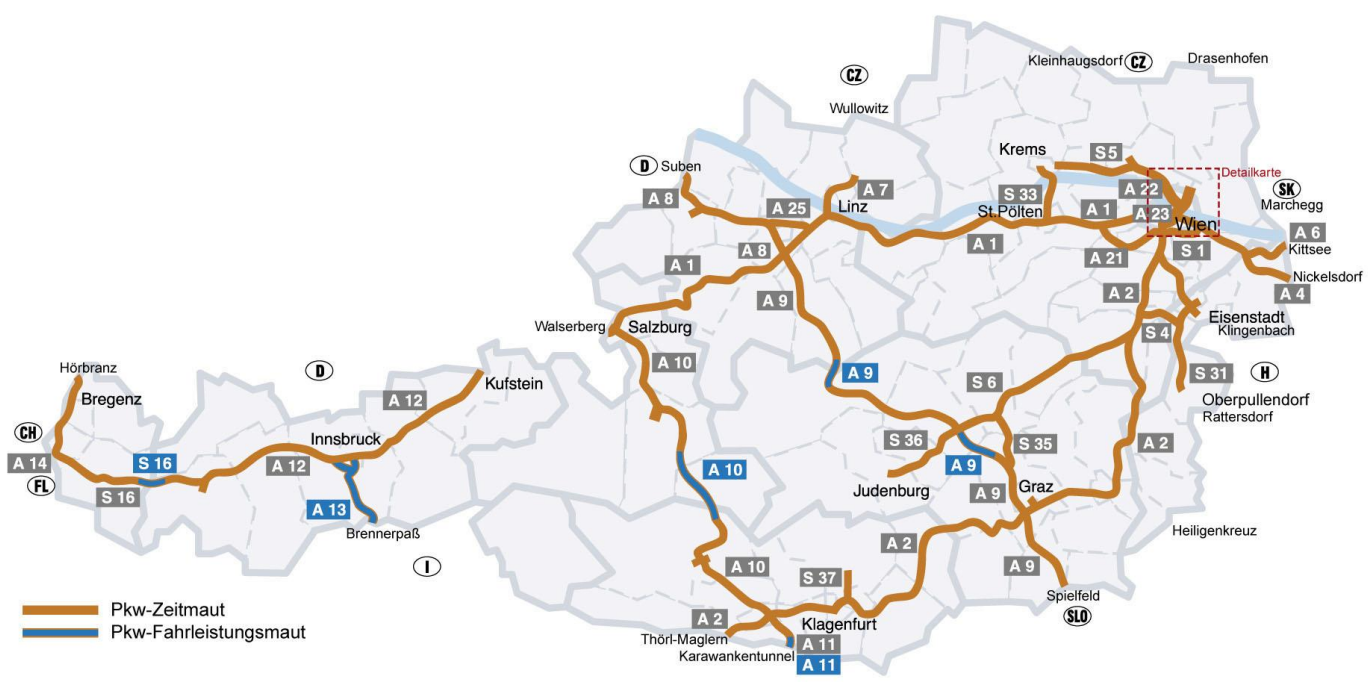 Kleinhaugsdorf
CZ
Drasenhofen
CZ
Wullowitz
Krems
S 5
D
Suben
A 8
A 7
Linz
A 25
S 33
St.Pölten
A 1
A 22
A 23
Wien
Detailkarte
SK
Marchegg
A 6
Kittsee
A 8
A 1
A 1
A 21
S 1
Nickelsdorf
A 4
A 9
A 2
Eisenstadt
Klingenbach
Walserberg
Salzburg
S 4
A 10
A 9
S 6
S 31
H
Oberpullendorf
Rattersdorf
Hörbranz
Bregenz
D
A 12
Kufstein
CH
A 14
FL
S 16
S 16
Innsbruck
A 12
A 13
Brennerpaß
I
A 10
S 36
A 9
S 35
A 2
Judenburg
A 9
Graz
Heiligenkreuz
A 2
A 10
S 37
A 9
Spielfeld
SLO
A 2
Klagenfurt
Thörl-Maglern
Karawankentunnel
A 11
A 11
Pkw-Zeitmaut
Pkw-Fahrleistungsmaut